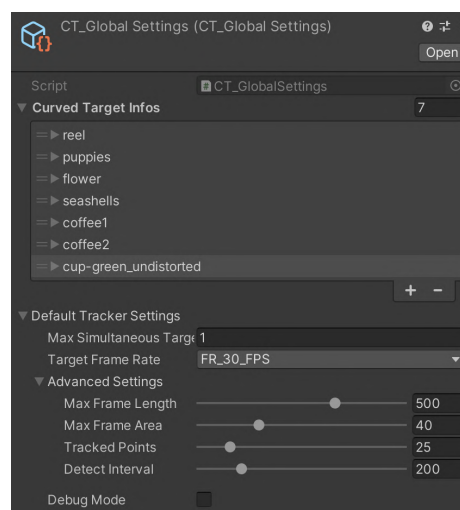 CT_Global Settings (CT_Global Settings)
Open
Script CT_GlobalSettings
Curved Target Infos 7
reel
puppies
flower
seashells
coffee1
coffee2
cup-green_undistorted
+ −
Default Tracker Settings
Max Simultaneous Targe 1
Target Frame Rate FR_30_FPS
Advanced Settings
Max Frame Length 500
Max Frame Area 40
Tracked Points 25
Detect Interval 200
Debug Mode